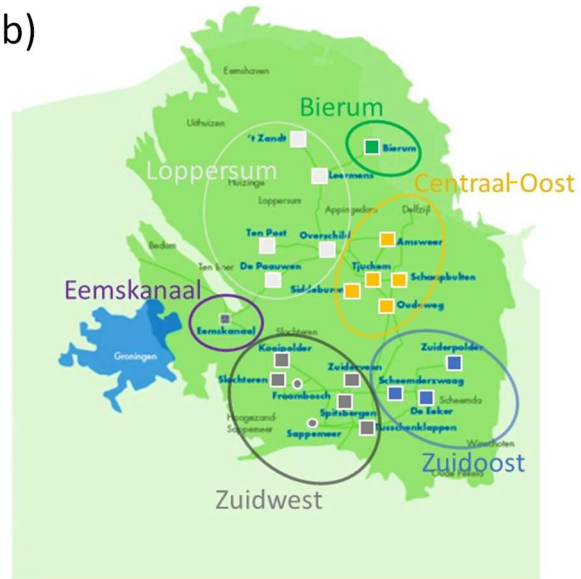 b)
Eemshaven
Bierum
Uithuizen
't Zandt
Bierum
Loppersum
Leermens
Huizinge
Centraal-Oost
Loppersum
Appingedam
Delfzijl
Ten Post
Overschild
Amsweer
Bedum
Ten Boer
De Paauwen
Tjuchem
Schaapbulten
Eemskanaal
Siddeburen
Oudeweg
Eemskanaal
Slochteren
Groningen
Kooipolder
Zuiderveen
Zuiderpolder
Slochteren
Scheemderzwaag
Froombosch
Scheemda
Spitsbergen
De Eeker
Hoogezand-
Sappemeer
Sappemeer
Tusschenklappen
Winschoten
Zuidoost
Oude Pekela
Zuidwest